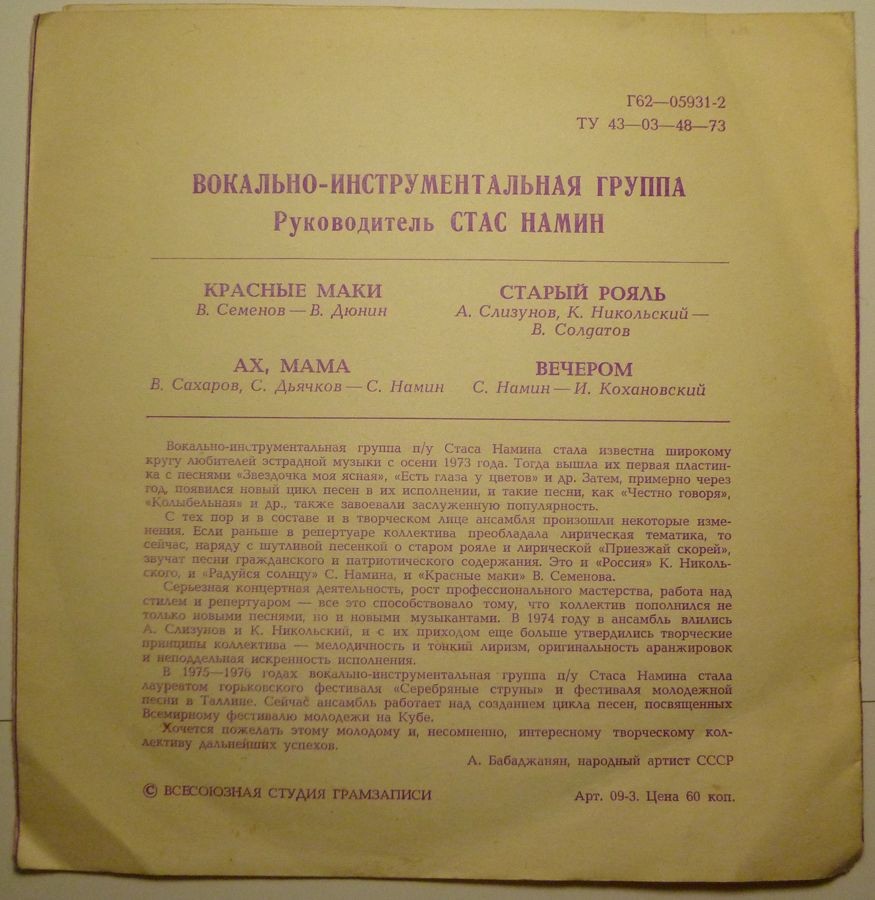 Г62—05931-2
ТУ 43—03—48—73
ВОКАЛЬНО-ИНСТРУМЕНТАЛЬНАЯ ГРУППА
Руководитель СТАС НАМИН
КРАСНЫЕ МАКИ
В. Семенов — В. Дюнин
СТАРЫЙ РОЯЛЬ
А. Слизунов, К. Никольский —
В. Солдатов
АХ, МАМА
В. Сахаров, С. Дьячков — С. Намин
ВЕЧЕРОМ
С. Намин — И. Кохановский
Вокально-инструментальная группа п/у Стаса Намина стала известна широкому
кругу любителей эстрадной музыки с осени 1973 года. Тогда вышла их первая пластин-
ка с песнями «Звездочка моя ясная», «Есть глаза у цветов» и др. Затем, примерно через
год, появился новый цикл песен в их исполнении, и такие песни, как «Честно говоря»,
«Колыбельная» и др., также завоевали заслуженную популярность.
С тех пор и в составе и в творческом лице ансамбля произошли некоторые изме-
нения. Если раньше в репертуаре коллектива преобладала лирическая тематика, то
сейчас, наряду с шутливой песенкой о старом рояле и лирической «Приезжай скорей»,
звучат песни гражданского и патриотического содержания. Это и «Россия» К. Николь-
ского, и «Радуйся солнцу» С. Намина, и «Красные маки» В. Семенова.
Серьезная концертная деятельность, рост профессионального мастерства, работа над
стилем и репертуаром — все это способствовало тому, что коллектив пополнился не
только новыми песнями, но и новыми музыкантами. В 1974 году в ансамбль влились
А. Слизунов и К. Никольский, и с их приходом еще больше утвердились творческие
принципы коллектива — мелодичность и тонкий лиризм, оригинальность аранжировок
и неподдельная искренность исполнения.
В 1975—1976 годах вокально-инструментальная группа п/у Стаса Намина стала
лауреатом горьковского фестиваля «Серебряные струны» и фестиваля молодежной
песни в Таллине. Сейчас ансамбль работает над созданием цикла песен, посвященных
Всемирному фестивалю молодежи на Кубе.
Хочется пожелать этому молодому и, несомненно, интересному творческому кол-
лективу дальнейших успехов.
А. Бабаджанян, народный артист СССР
© ВСЕСОЮЗНАЯ СТУДИЯ ГРАМЗАПИСИ
Арт. 09-3. Цена 60 коп.